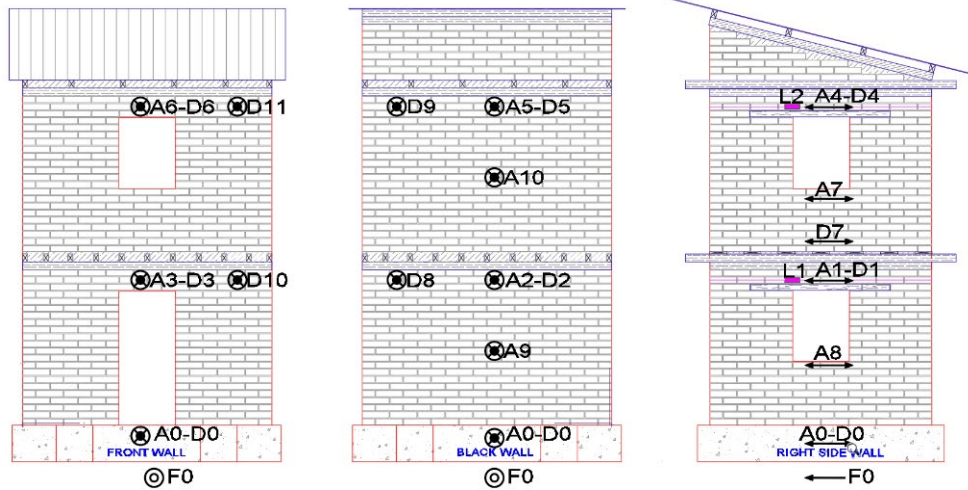 A6-D6 D11
A3-D3 D10
A0-D0
FRONT WALL
F0
D9 A5-D5
A10
D8 A2-D2
A9
A0-D0
BLACK WALL
F0
L2 A4-D4
A7
D7
L1 A1-D1
A8
A0-D0
RIGHT SIDE WALL
F0